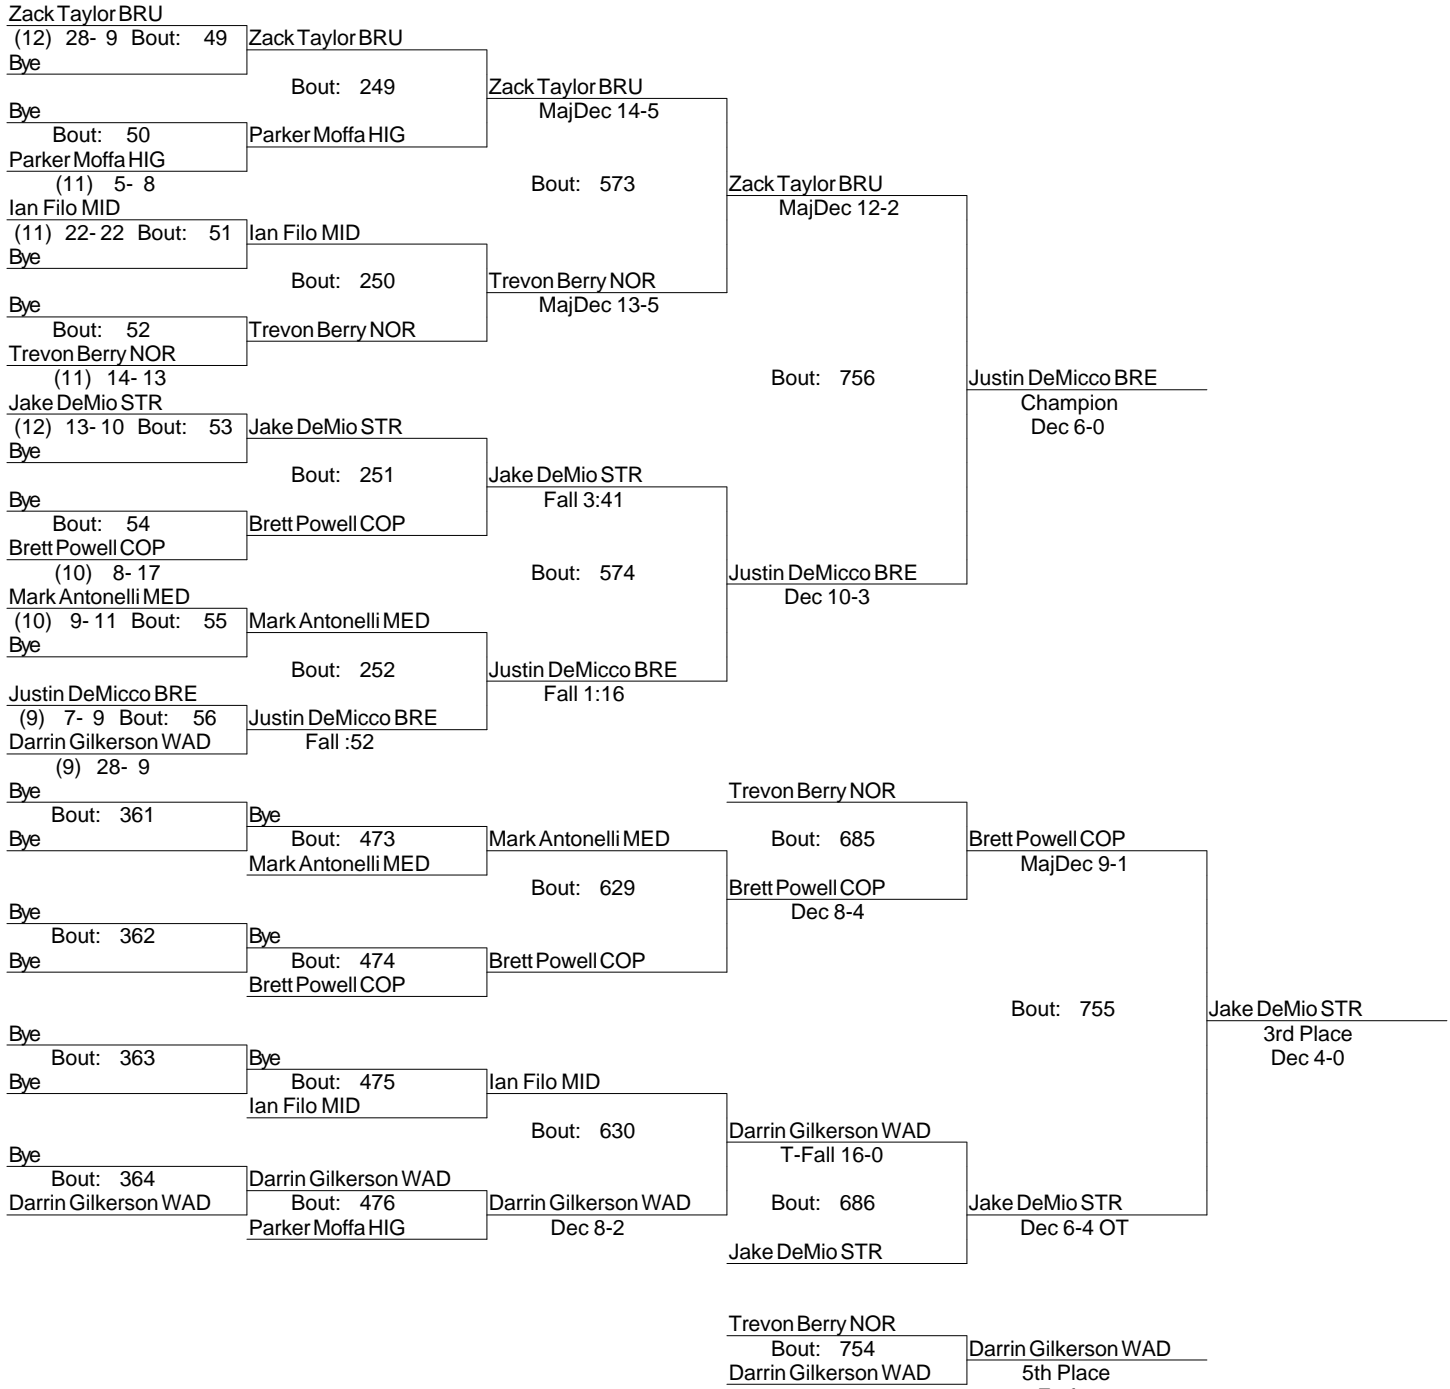 Zack Taylor BRU
(12) 28- 9 Bout: 49 Zack Taylor BRU
Bye
Bout: 249 Zack Taylor BRU
Bye MajDec 14-5
Bout: 50 Parker Moffa HIG
Parker Moffa HIG
(11) 5- 8 Bout: 573 Zack Taylor BRU
Ian Filo MID MajDec 12-2
(11) 22- 22 Bout: 51 Ian Filo MID
Bye
Bout: 250 Trevon Berry NOR
Bye MajDec 13-5
Bout: 52 Trevon Berry NOR
Trevon Berry NOR
(11) 14- 13 Bout: 756 Justin DeMicco BRE
Jake DeMio STR Champion
(12) 13- 10 Bout: 53 Jake DeMio STR Dec 6-0
Bye
Bout: 251 Jake DeMio STR
Bye Fall 3:41
Bout: 54 Brett Powell COP
Brett Powell COP
(10) 8- 17 Bout: 574 Justin DeMicco BRE
Mark Antonelli MED Dec 10-3
(10) 9- 11 Bout: 55 Mark Antonelli MED
Bye
Bout: 252 Justin DeMicco BRE
Justin DeMicco BRE Fall 1:16
(9) 7- 9 Bout: 56 Justin DeMicco BRE
Darrin Gilkerson WAD Fall :52
(9) 28- 9
Bye Trevon Berry NOR
Bout: 361 Bye
Bye Bout: 473 Mark Antonelli MED Bout: 685 Brett Powell COP
Mark Antonelli MED MajDec 9-1
Bout: 629 Brett Powell COP
Bye Dec 8-4
Bout: 362 Bye
Bye Bout: 474 Brett Powell COP
Brett Powell COP
Bout: 755 Jake DeMio STR
Bye 3rd Place
Bout: 363 Bye Dec 4-0
Bye Bout: 475 Ian Filo MID
Ian Filo MID
Bout: 630 Darrin Gilkerson WAD
Bye T-Fall 16-0
Bout: 364 Darrin Gilkerson WAD
Darrin Gilkerson WAD Bout: 476 Darrin Gilkerson WAD Bout: 686 Jake DeMio STR
Parker Moffa HIG Dec 8-2 Dec 6-4 OT
Jake DeMio STR
Trevon Berry NOR
Bout: 754 Darrin Gilkerson WAD
Darrin Gilkerson WAD 5th Place